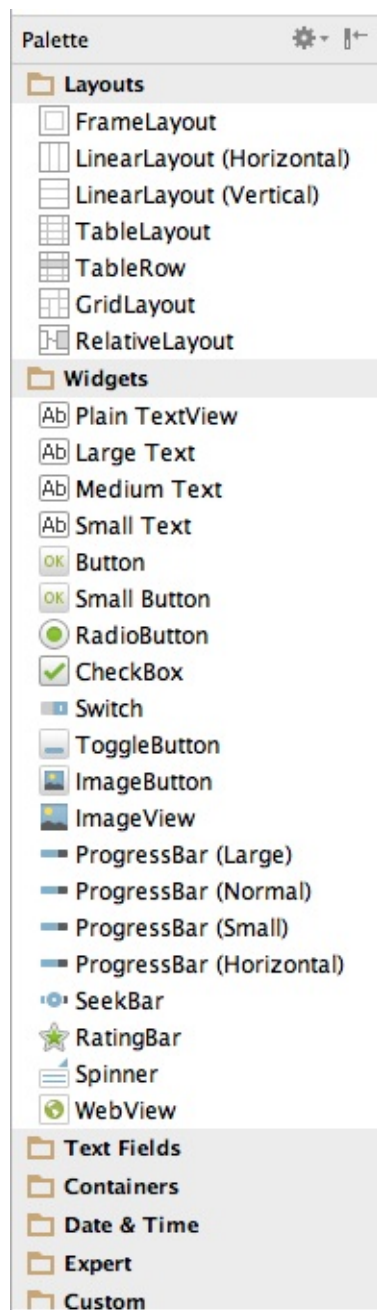 Palette
Layouts
FrameLayout
LinearLayout (Horizontal)
LinearLayout (Vertical)
TableLayout
TableRow
GridLayout
RelativeLayout
Widgets
Ab Plain TextView
Ab Large Text
Ab Medium Text
Ab Small Text
OK Button
OK Small Button
RadioButton
CheckBox
Switch
ToggleButton
ImageButton
ImageView
ProgressBar (Large)
ProgressBar (Normal)
ProgressBar (Small)
ProgressBar (Horizontal)
SeekBar
RatingBar
Spinner
WebView
Text Fields
Containers
Date & Time
Expert
Custom